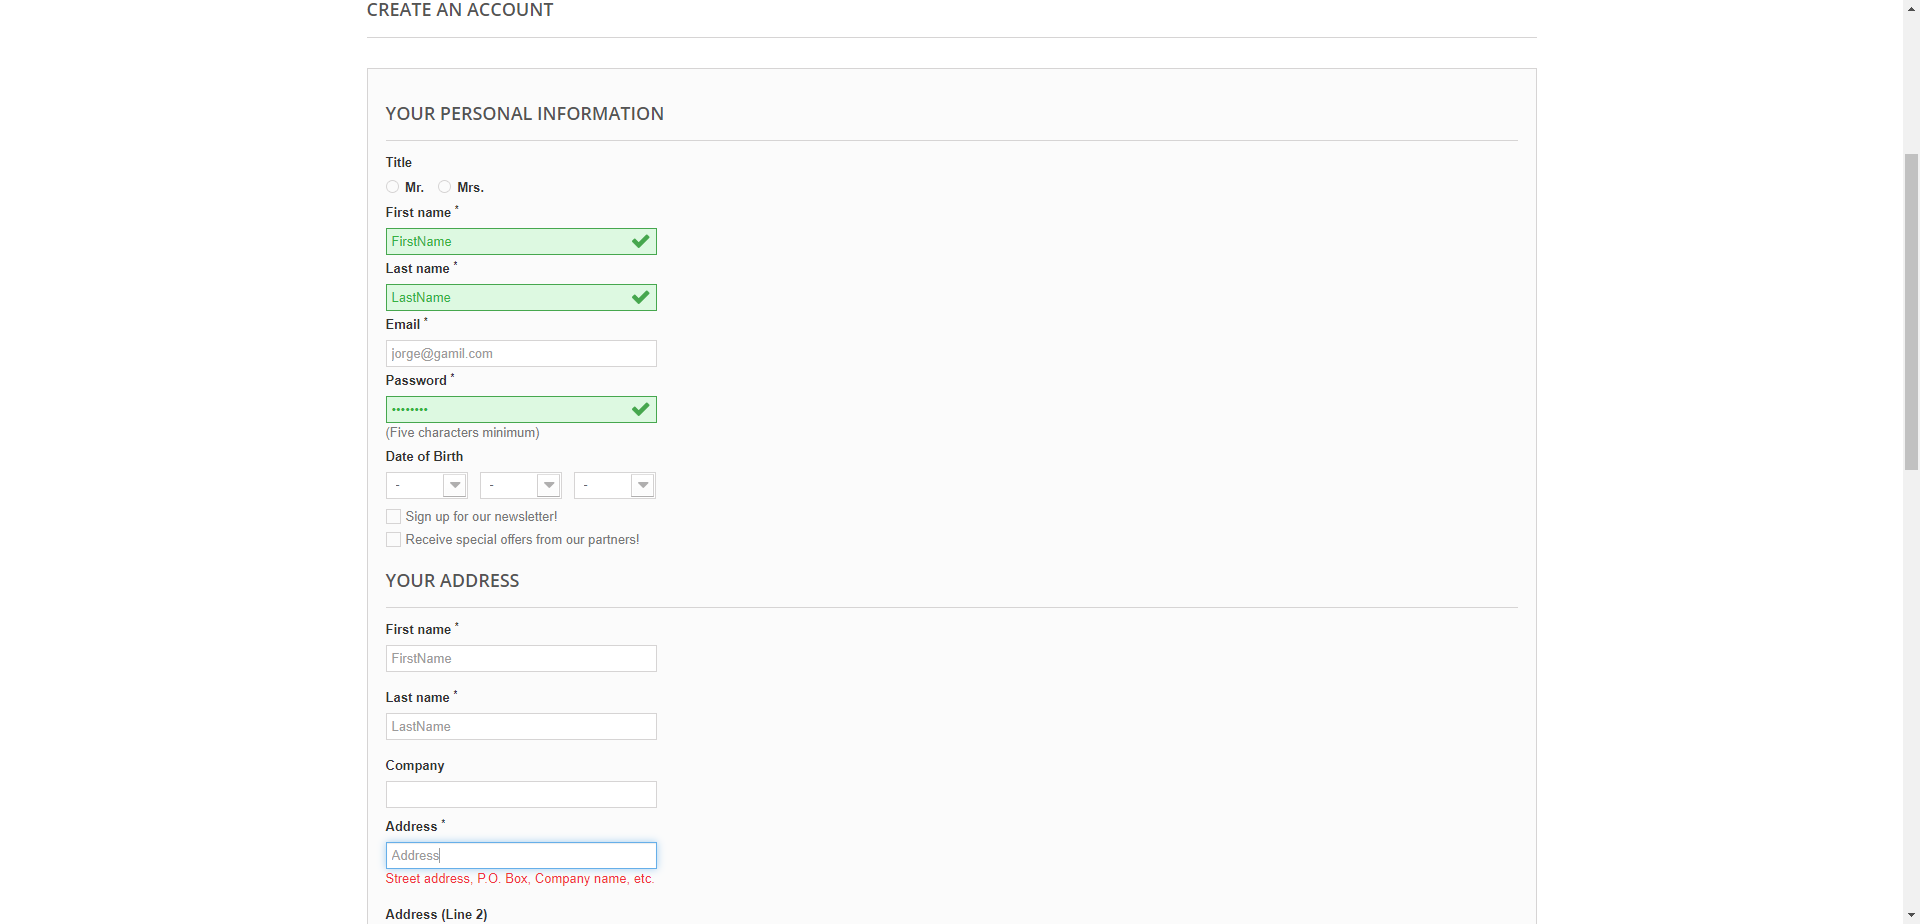 CREATE AN ACCOUNT
YOUR PERSONAL INFORMATION
Title
Mr. Mrs.
First name *
FirstName
Last name *
LastName
Email *
jorge@gamil.com
Password *
••••••••
(Five characters minimum)
Date of Birth
- - -
Sign up for our newsletter!
Receive special offers from our partners!
YOUR ADDRESS
First name *
FirstName
Last name *
LastName
Company
Address *
Address
Street address, P.O. Box, Company name, etc.
Address (Line 2)